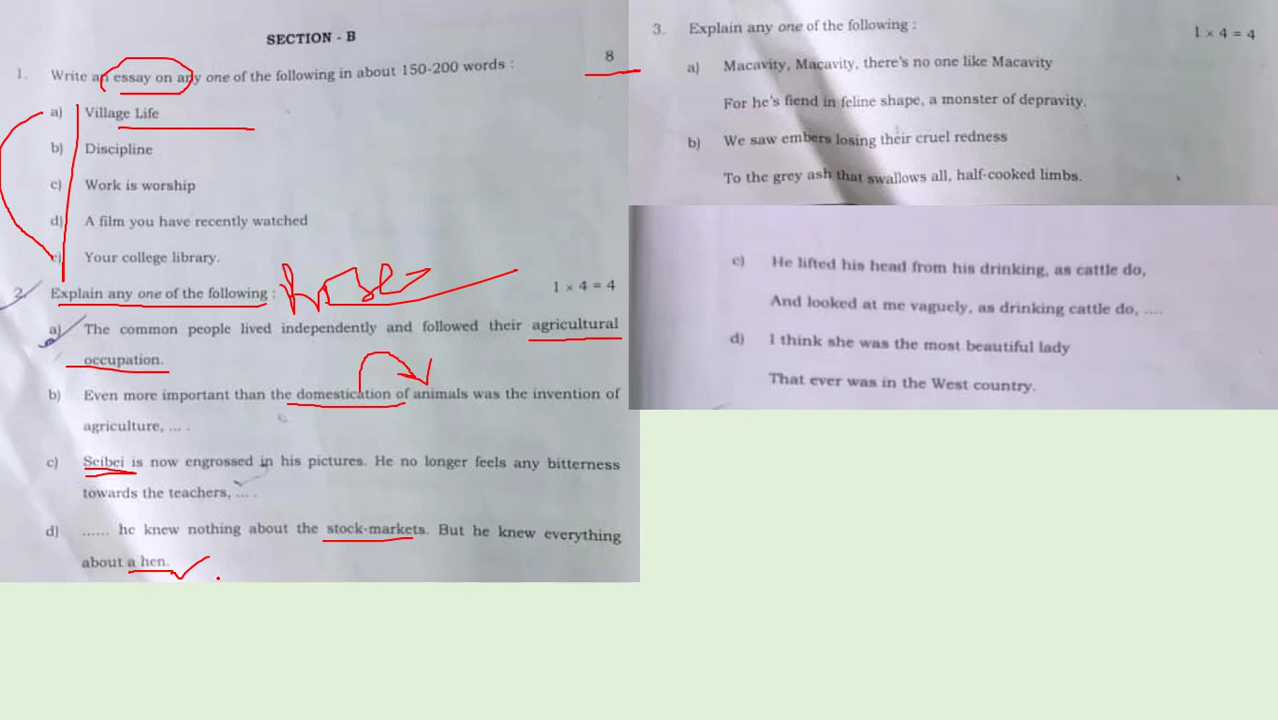 SECTION - B
8
1. Write an essay on any one of the following in about 150-200 words :
a) Village Life
b) Discipline
c) Work is worship
d) A film you have recently watched
e) Your college library.
2. Explain any one of the following : 1 × 4 = 4
a) The common people lived independently and followed their agricultural
occupation.
b) Even more important than the domestication of animals was the invention of
agriculture, ... .
c) Seibei is now engrossed in his pictures. He no longer feels any bitterness
towards the teachers, ... .
d) ...... he knew nothing about the stock-markets. But he knew everything
about a hen.
3. Explain any one of the following : 1 × 4 = 4
a) Macavity, Macavity, there's no one like Macavity
For he's fiend in feline shape, a monster of depravity.
b) We saw embers losing their cruel redness
To the grey ash that swallows all, half-cooked limbs.
c) He lifted his head from his drinking, as cattle do,
And looked at me vaguely, as drinking cattle do, ....
d) I think she was the most beautiful lady
That ever was in the West country.